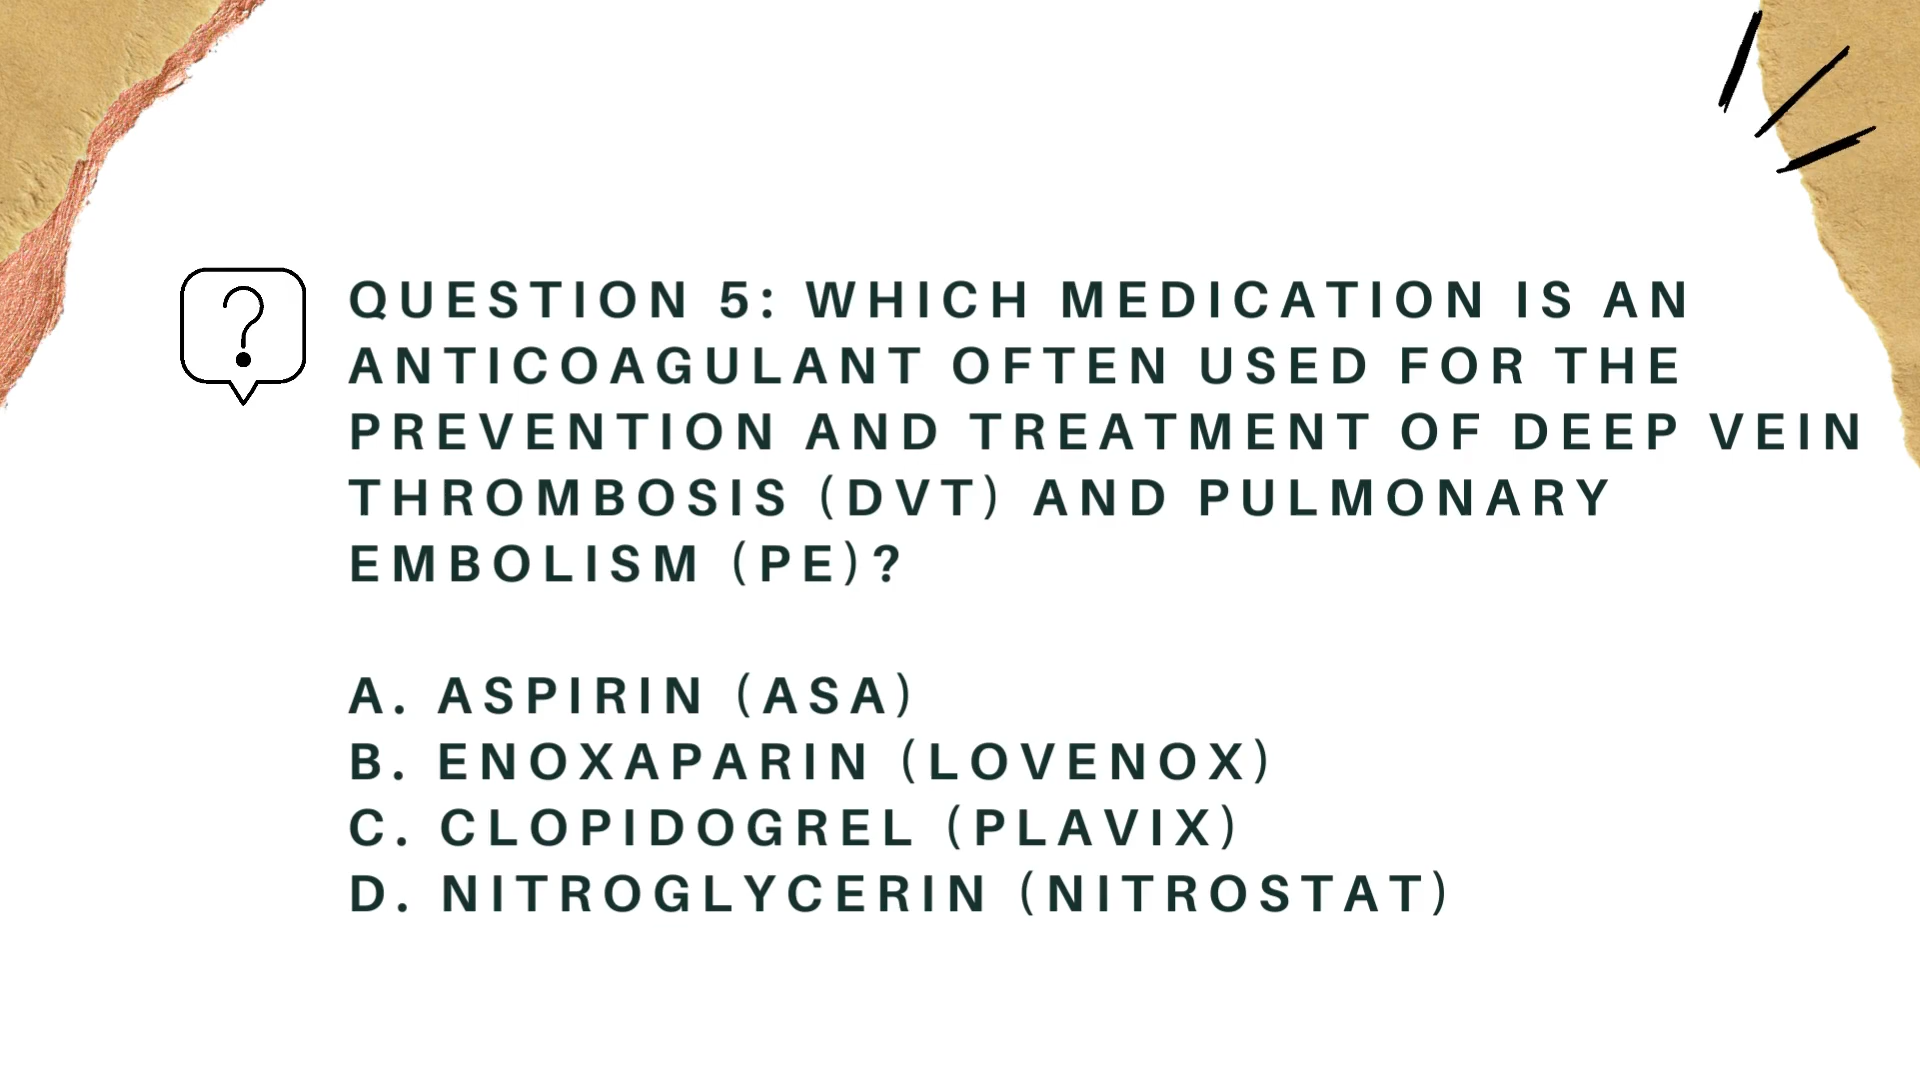 ?
QUESTION 5: WHICH MEDICATION IS AN
ANTICOAGULANT OFTEN USED FOR THE
PREVENTION AND TREATMENT OF DEEP VEIN
THROMBOSIS (DVT) AND PULMONARY
EMBOLISM (PE)?
A. ASPIRIN (ASA)
B. ENOXAPARIN (LOVENOX)
C. CLOPIDOGREL (PLAVIX)
D. NITROGLYCERIN (NITROSTAT)